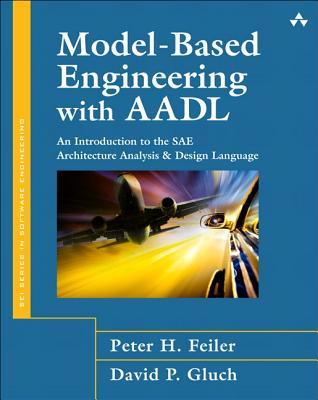 Model-Based
Engineering
with AADL
An Introduction to the SAE
Architecture Analysis & Design Language
SEI SERIES IN SOFTWARE ENGINEERING
Peter H. Feiler
David P. Gluch